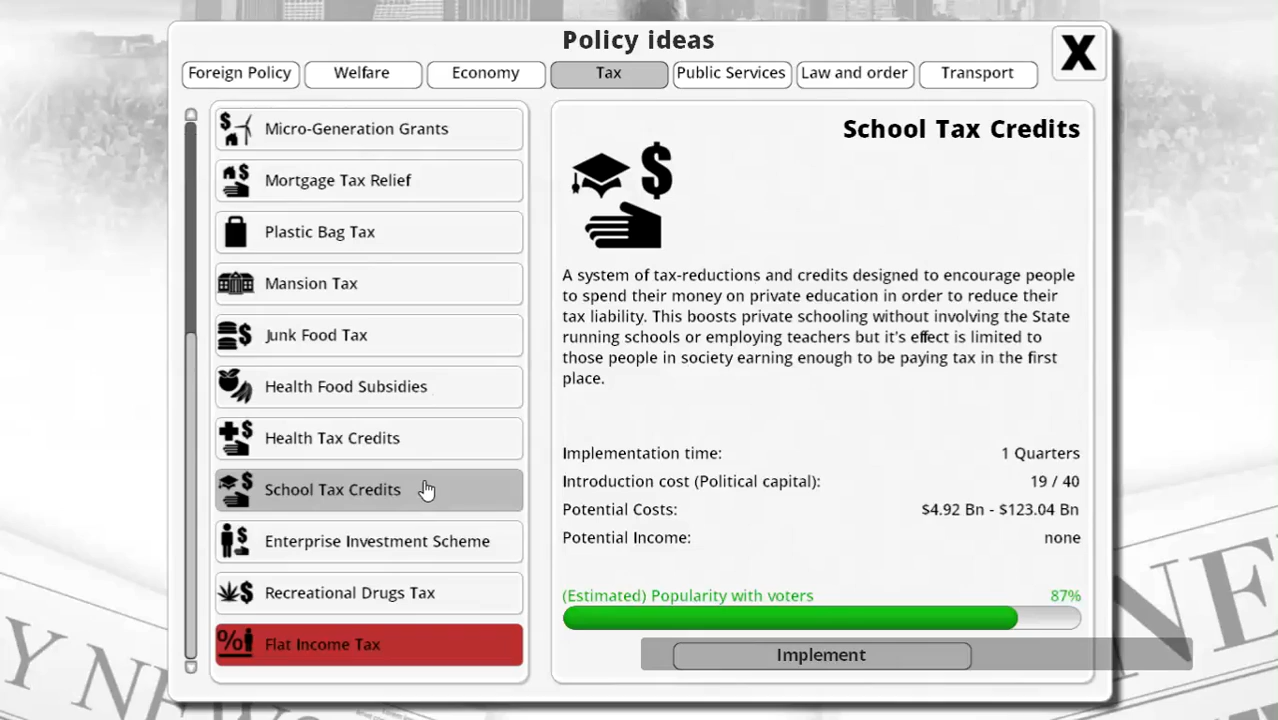 Policy ideas
X
Foreign Policy
Welfare
Economy
Tax
Public Services
Law and order
Transport
Micro-Generation Grants
Mortgage Tax Relief
Plastic Bag Tax
Mansion Tax
Junk Food Tax
Health Food Subsidies
Health Tax Credits
School Tax Credits
Enterprise Investment Scheme
Recreational Drugs Tax
Flat Income Tax
School Tax Credits
A system of tax-reductions and credits designed to encourage people
to spend their money on private education in order to reduce their
tax liability. This boosts private schooling without involving the State
running schools or employing teachers but it's effect is limited to
those people in society earning enough to be paying tax in the first
place.
Implementation time: 1 Quarters
Introduction cost (Political capital): 19 / 40
Potential Costs: $4.92 Bn - $123.04 Bn
Potential Income: none
(Estimated) Popularity with voters 87%
Implement